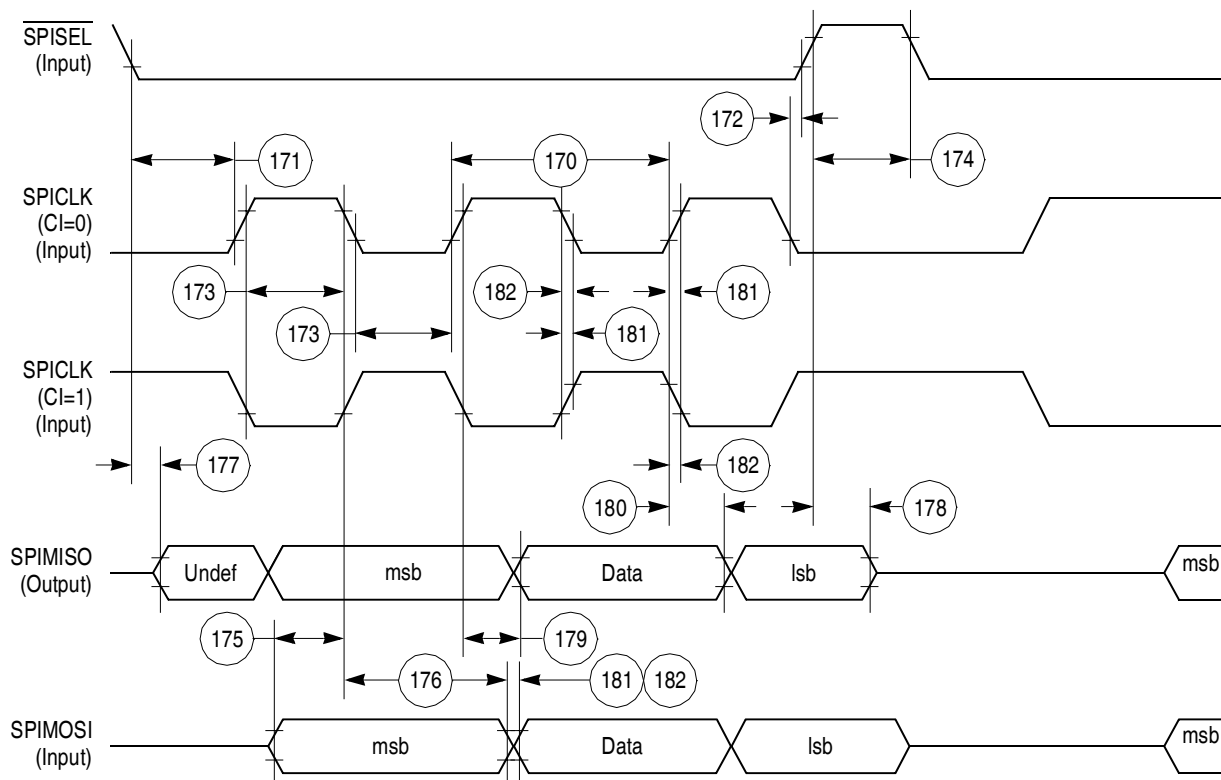 SPISEL
(Input)
172
171
170
174
SPICLK
(CI=0)
(Input)
173
182
181
173
181
SPICLK
(CI=1)
(Input)
177
182
180
178
SPIMISO
(Output)
Undef
msb
Data
lsb
msb
175
179
176
181
182
SPIMOSI
(Input)
msb
Data
lsb
msb